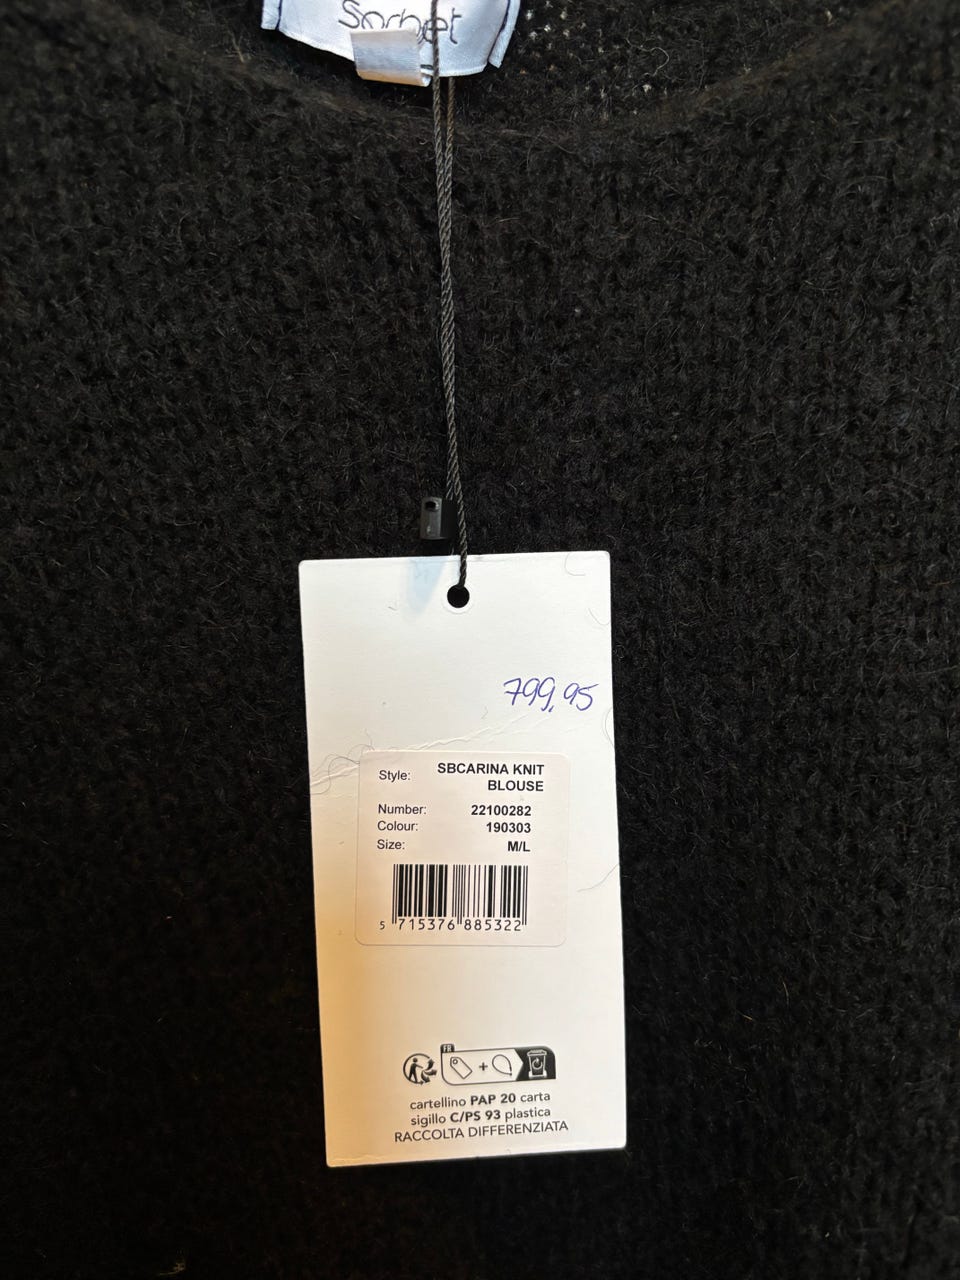 Sorbet
799,95
Style: SBCARINA KNIT
BLOUSE
Number: 22100282
Colour: 190303
Size: M/L
5 715376 885322
FR
+
cartellino PAP 20 carta
sigillo C/PS 93 plastica
RACCOLTA DIFFERENZIATA